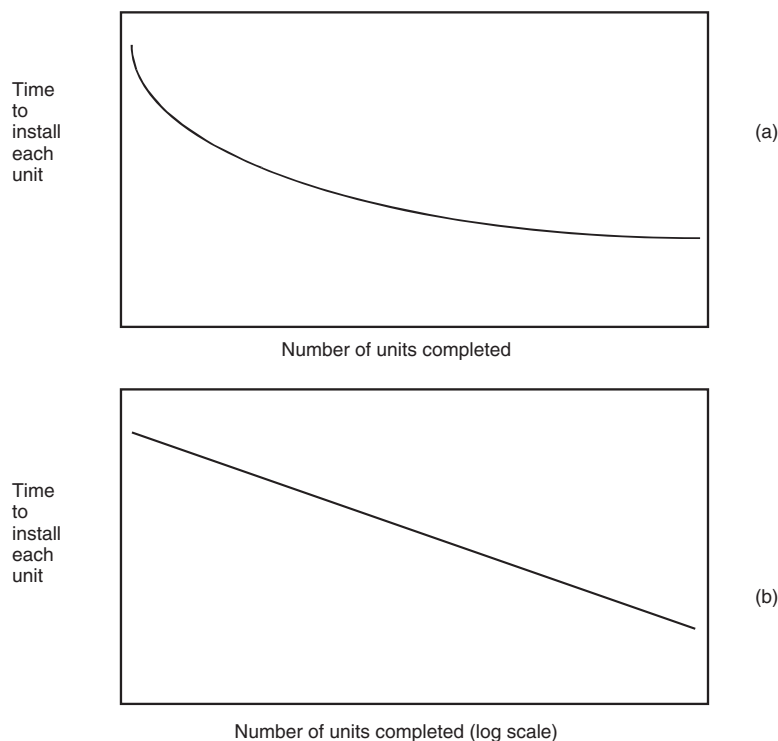 Time
to
install
each
unit
(a)
Number of units completed
Time
to
install
each
unit
(b)
Number of units completed (log scale)